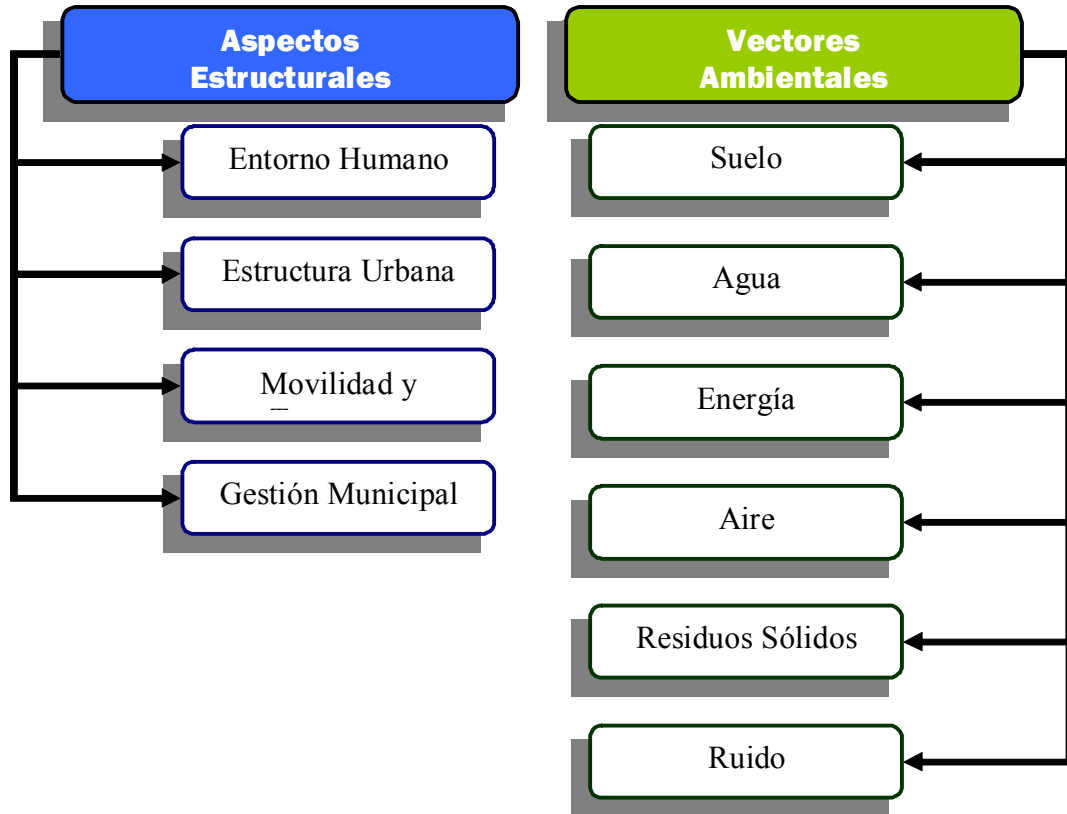 Aspectos
Estructurales
Entorno Humano
Estructura Urbana
Movilidad y
Gestión Municipal
Vectores
Ambientales
Suelo
Agua
Energía
Aire
Residuos Sólidos
Ruido